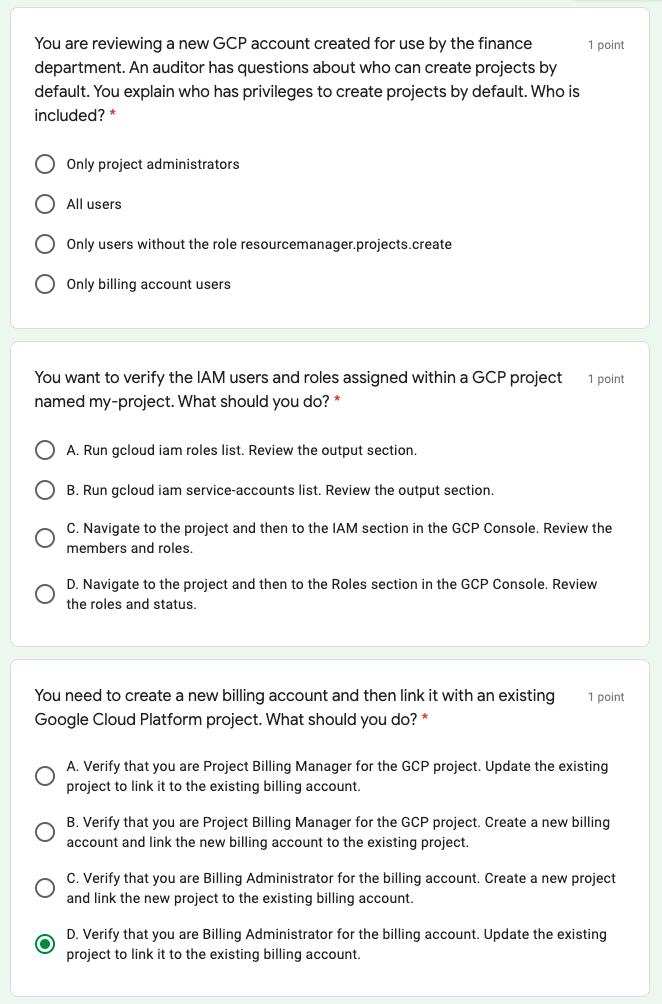 You are reviewing a new GCP account created for use by the finance 1 point
department. An auditor has questions about who can create projects by
default. You explain who has privileges to create projects by default. Who is
included? *
Only project administrators
All users
Only users without the role resourcemanager.projects.create
Only billing account users
You want to verify the IAM users and roles assigned within a GCP project 1 point
named my-project. What should you do? *
A. Run gcloud iam roles list. Review the output section.
B. Run gcloud iam service-accounts list. Review the output section.
C. Navigate to the project and then to the IAM section in the GCP Console. Review the
members and roles.
D. Navigate to the project and then to the Roles section in the GCP Console. Review
the roles and status.
You need to create a new billing account and then link it with an existing 1 point
Google Cloud Platform project. What should you do? *
A. Verify that you are Project Billing Manager for the GCP project. Update the existing
project to link it to the existing billing account.
B. Verify that you are Project Billing Manager for the GCP project. Create a new billing
account and link the new billing account to the existing project.
C. Verify that you are Billing Administrator for the billing account. Create a new project
and link the new project to the existing billing account.
D. Verify that you are Billing Administrator for the billing account. Update the existing
project to link it to the existing billing account.